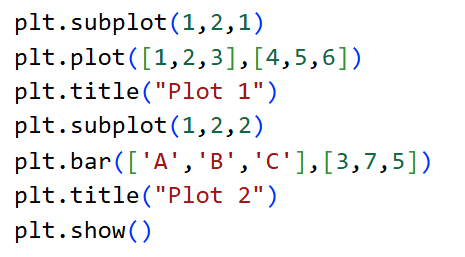 plt.subplot(1,2,1)
plt.plot([1,2,3],[4,5,6])
plt.title("Plot 1")
plt.subplot(1,2,2)
plt.bar(['A','B','C'],[3,7,5])
plt.title("Plot 2")
plt.show()